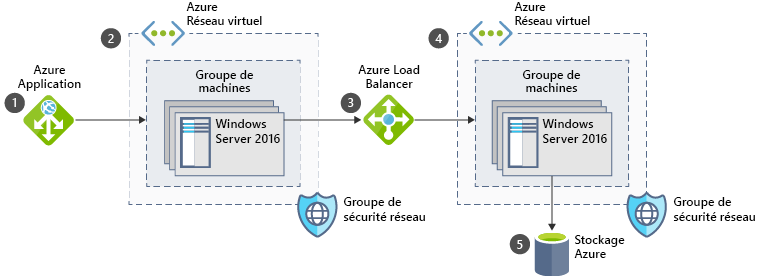 1
Azure
Application
2
Azure
Réseau virtuel
Groupe de
machines
Windows
Server 2016
Groupe de
sécurité réseau
3
Azure Load
Balancer
4
Azure
Réseau virtuel
Groupe de
machines
Windows
Server 2016
Groupe de
sécurité réseau
5
Stockage
Azure